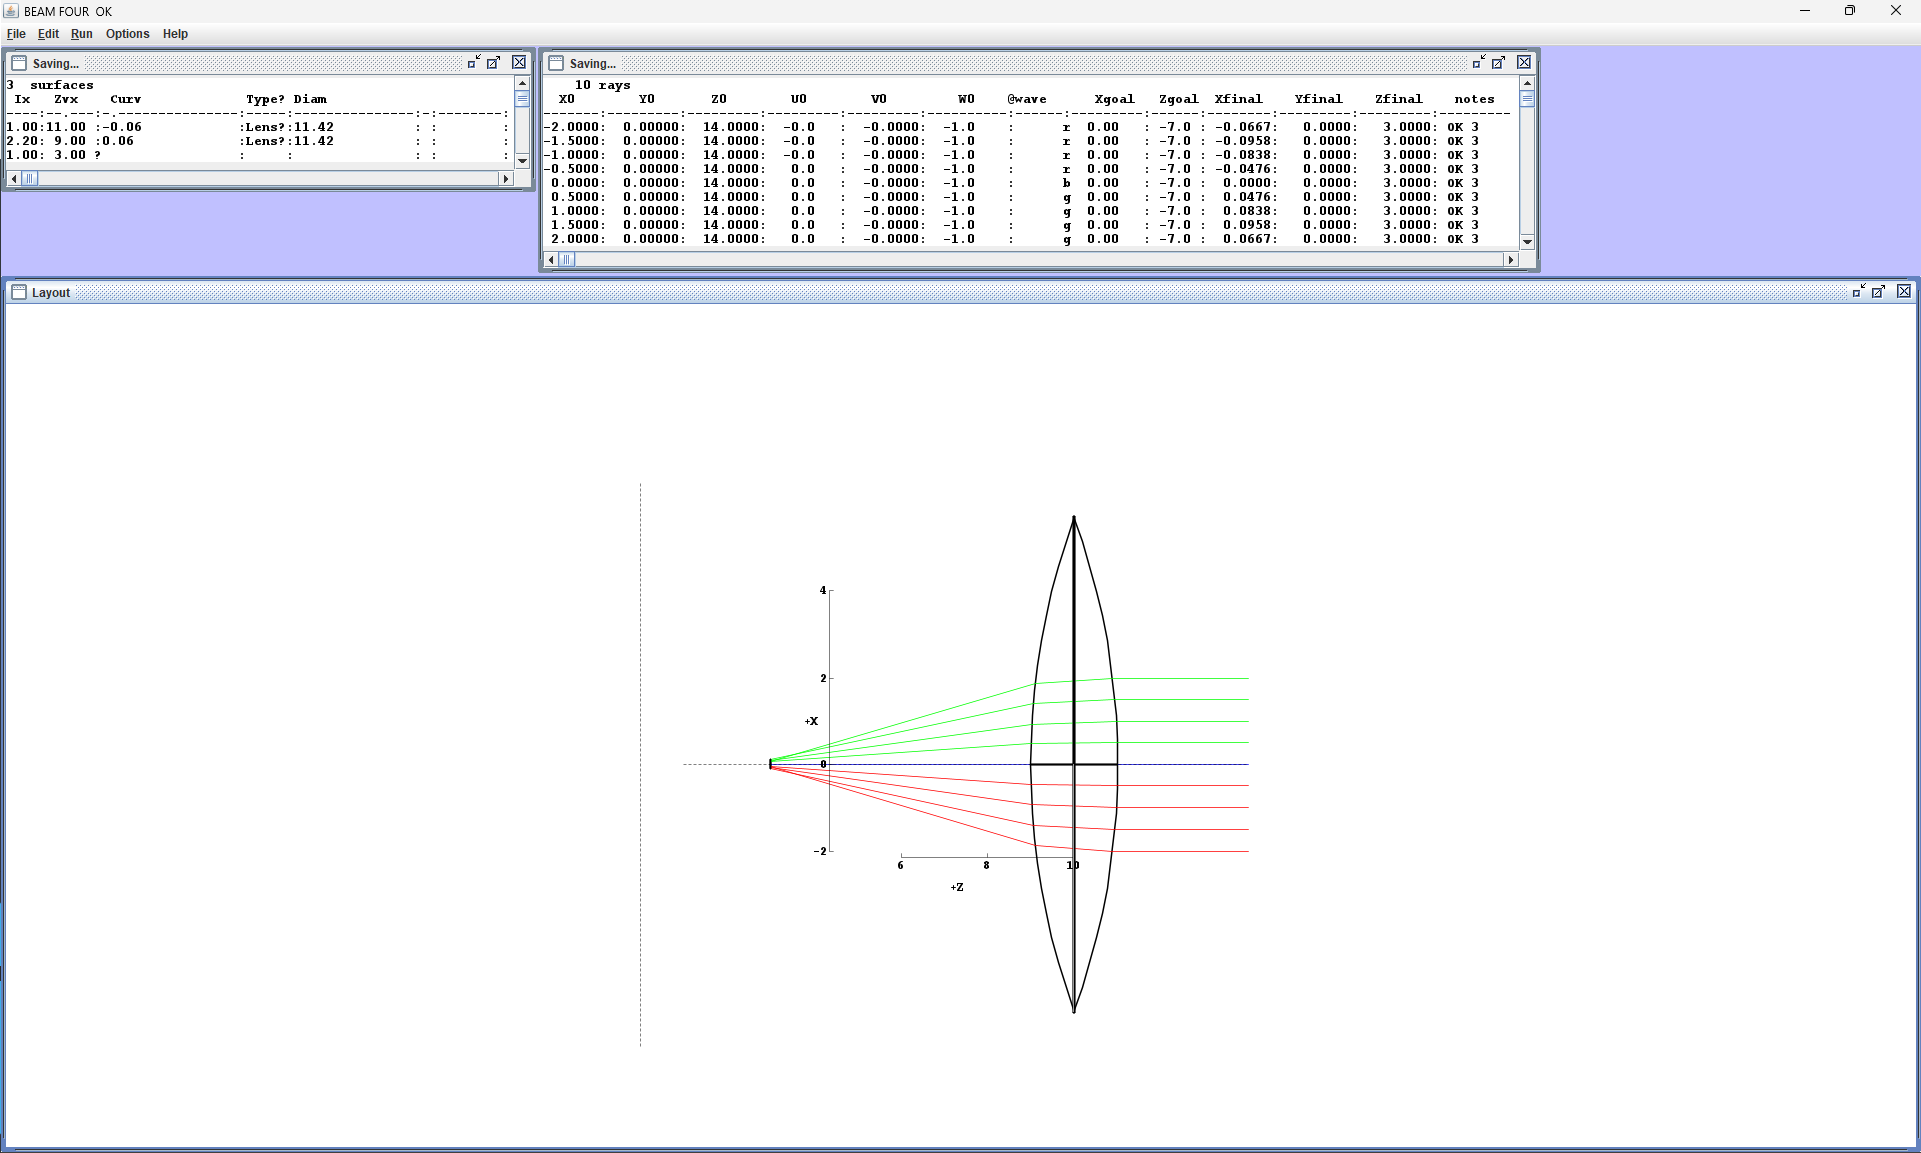 BEAM FOUR OK
File Edit Run Options Help
Saving...
3 surfaces
Ix Zvx Curv Type? Diam
----:--.---:-.------------:-----:---------------:-:--------:
1.00:11.00 :-0.06 :Lens?:11.42 : : :
2.20: 9.00 :0.06 :Lens?:11.42 : : :
1.00: 3.00 ? : : : : :
Saving...
10 rays
X0 Y0 Z0 U0 V0 W0 @wave Xgoal Zgoal Xfinal Yfinal Zfinal notes
-2.0000: 0.00000: 14.0000: -0.0 : -0.0000: -1.0 : r 0.00 : -7.0 : -0.0667: 0.0000: 3.0000: OK 3
-1.5000: 0.00000: 14.0000: -0.0 : -0.0000: -1.0 : r 0.00 : -7.0 : -0.0958: 0.0000: 3.0000: OK 3
-1.0000: 0.00000: 14.0000: -0.0 : -0.0000: -1.0 : r 0.00 : -7.0 : -0.0838: 0.0000: 3.0000: OK 3
-0.5000: 0.00000: 14.0000: -0.0 : -0.0000: -1.0 : r 0.00 : -7.0 : -0.0476: 0.0000: 3.0000: OK 3
0.0000: 0.00000: 14.0000: 0.0 : -0.0000: -1.0 : b 0.00 : -7.0 : 0.0000: 0.0000: 3.0000: OK 3
0.5000: 0.00000: 14.0000: 0.0 : -0.0000: -1.0 : g 0.00 : -7.0 : 0.0476: 0.0000: 3.0000: OK 3
1.0000: 0.00000: 14.0000: 0.0 : -0.0000: -1.0 : g 0.00 : -7.0 : 0.0838: 0.0000: 3.0000: OK 3
1.5000: 0.00000: 14.0000: 0.0 : -0.0000: -1.0 : g 0.00 : -7.0 : 0.0958: 0.0000: 3.0000: OK 3
2.0000: 0.00000: 14.0000: 0.0 : -0.0000: -1.0 : g 0.00 : -7.0 : 0.0667: 0.0000: 3.0000: OK 3
Layout
4
2
+X
0
-2
6 8 10
+Z